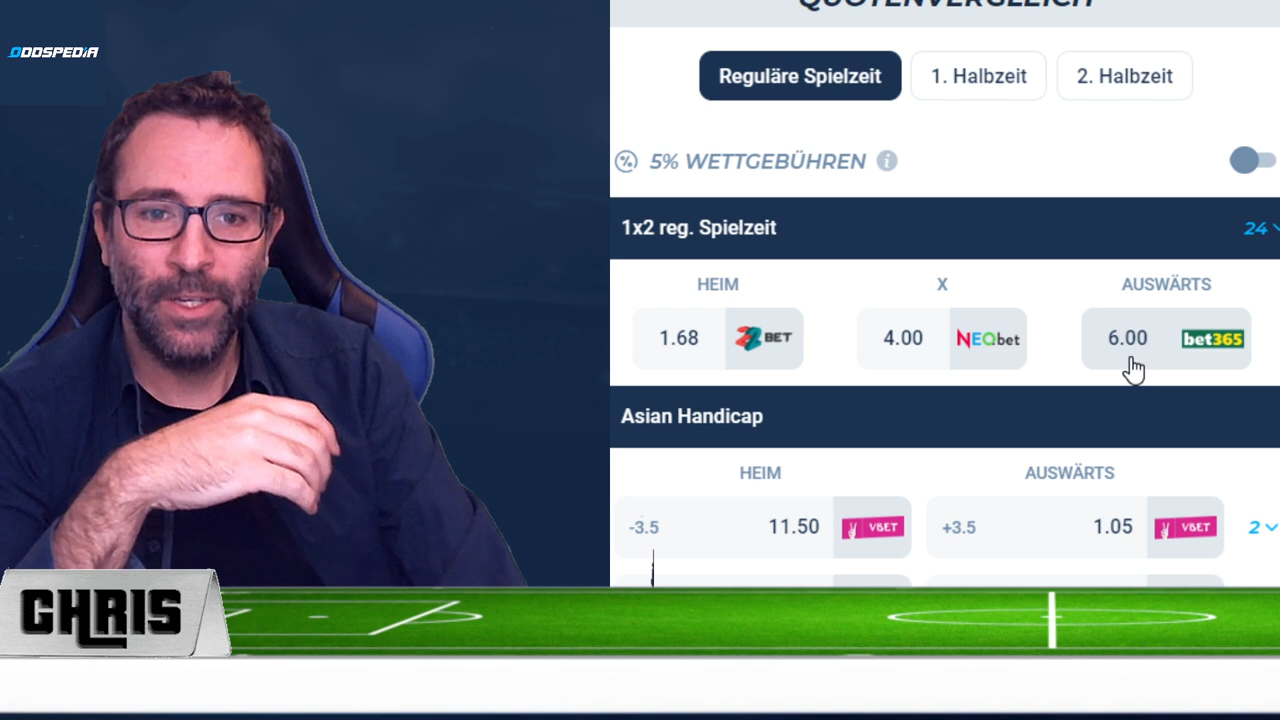 ODDSPEDIA
QUOTENVERGLEICH
Reguläre Spielzeit 1. Halbzeit 2. Halbzeit
5% WETTGEBÜHREN
1x2 reg. Spielzeit 24
HEIM X AUSWÄRTS
1.68 22BET 4.00 NEObet 6.00 bet365
Asian Handicap
HEIM AUSWÄRTS
-3.5 11.50 VBET +3.5 1.05 VBET 2
CHRIS